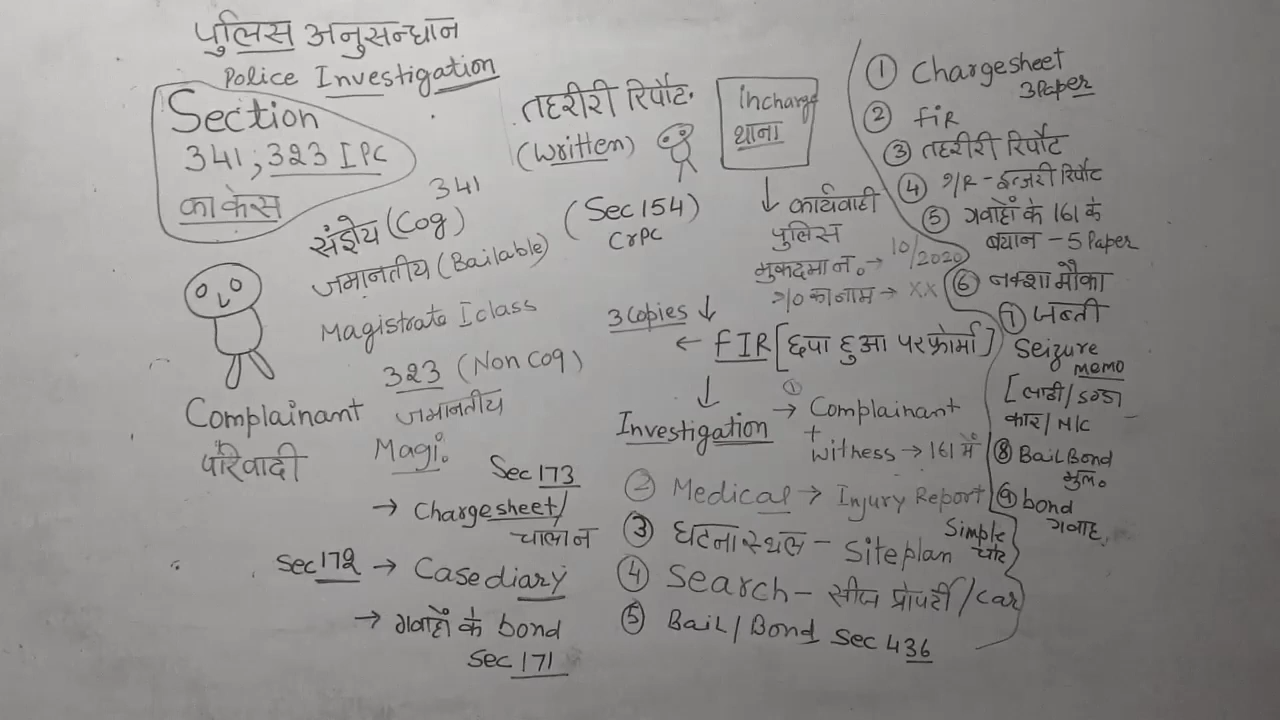 पुलिस अनुसन्धान
Police Investigation
Section
341, 323 IPC
का केस
341
संज्ञेय (Cog)
जमानतीय (Bailable)
Magistrate I class
323 (Non Cog)
जमानतीय
Magi.
Complainant
परिवादी
Sec 173
→ Chargesheet/
चालान
Sec 172 → Case diary
→ गवाहों के bond
Sec 171
तहरीरी रिपोर्ट
(Written)
(Sec 154)
CrPC
Incharge
थाना
↓ कार्यवाही
पुलिस
मुकदमा न. → 10/2020
का नाम → XX
3 Copies ↓
← FIR [छपा हुआ परफोर्मा]
↓
Investigation → ① Complainant
+
Witness → 161 में
② Medical → Injury Report
Simple
चोट
③ घटनास्थल - Siteplan
④ Search - सीज प्रोपर्टी/car
⑤ Bail/Bond Sec 436
① Chargesheet
3 Paper
② fiR
③ तहरीरी रिपोर्ट
④ I/R - इन्जरी रिपोर्ट
⑤ गवाहों के 161 के
बयान - 5 Paper
⑥ नक्शा मौका
⑦ जब्ती
Seizure
memo
[लाठी/डण्डा
कार/M/C
⑧ Bail Bond
मुल.
⑨ bond
गवाह